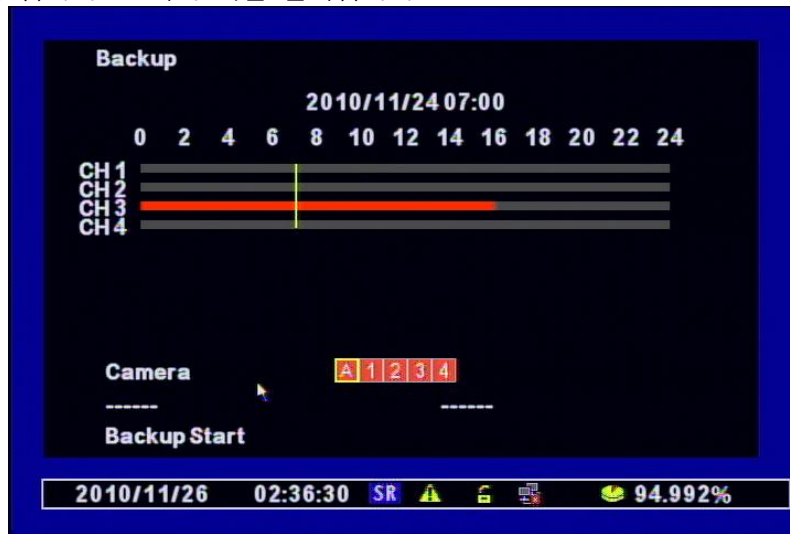 Backup
2010/11/24 07:00
0 2 4 6 8 10 12 14 16 18 20 22 24
CH 1
CH 2
CH 3
CH 4
Camera A 1 2 3 4
------ ------
Backup Start
2010/11/26 02:36:30 SR 94.992%